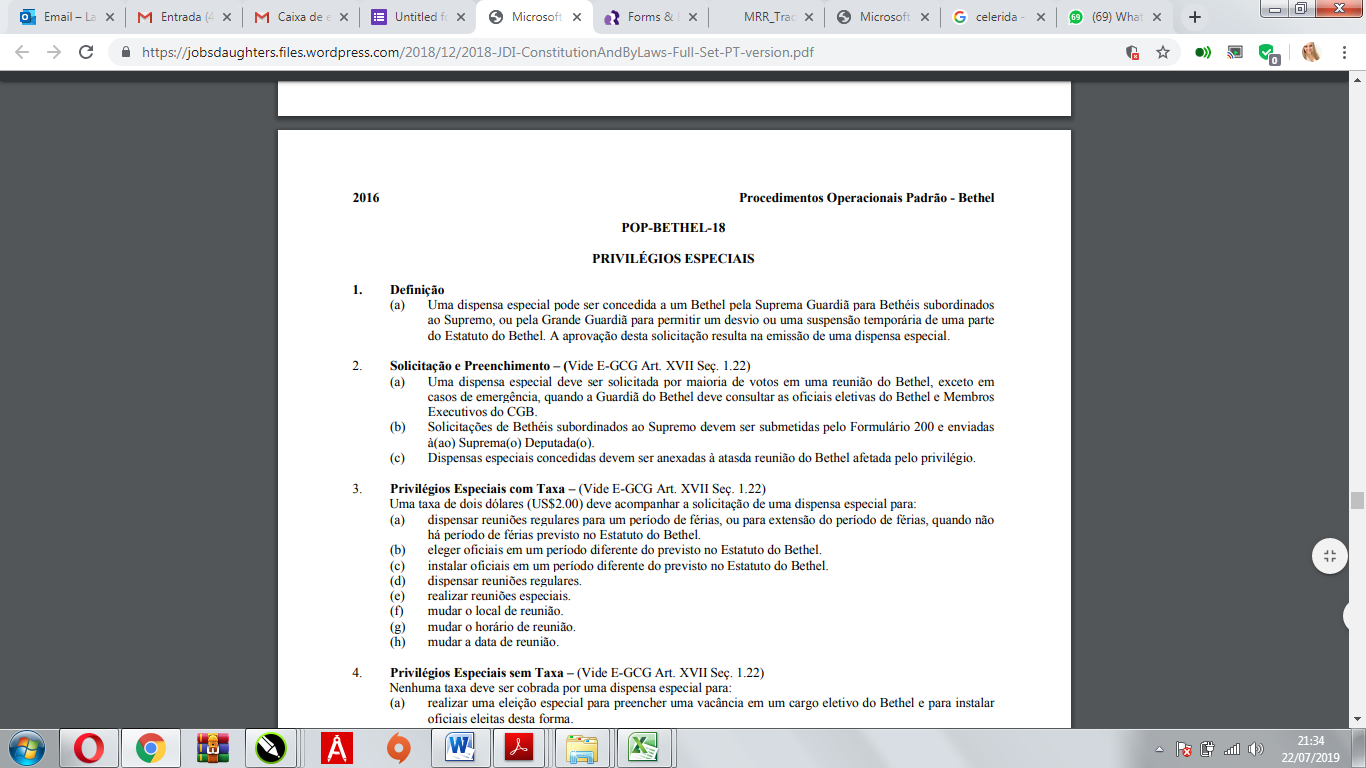 Email – La
Entrada (4
Caixa de e
Untitled fo
Microsoft
Forms & 
MRR_Trac
Microsoft
celerida -
(69) What
https://jobsdaughters.files.wordpress.com/2018/12/2018-JDI-ConstitutionAndByLaws-Full-Set-PT-version.pdf
2016 Procedimentos Operacionais Padrão - Bethel
POP-BETHEL-18
PRIVILÉGIOS ESPECIAIS
1. Definição
(a) Uma dispensa especial pode ser concedida a um Bethel pela Suprema Guardiã para Bethéis subordinados
ao Supremo, ou pela Grande Guardiã para permitir um desvio ou uma suspensão temporária de uma parte
do Estatuto do Bethel. A aprovação desta solicitação resulta na emissão de uma dispensa especial.
2. Solicitação e Preenchimento – (Vide E-GCG Art. XVII Seç. 1.22)
(a) Uma dispensa especial deve ser solicitada por maioria de votos em uma reunião do Bethel, exceto em
casos de emergência, quando a Guardiã do Bethel deve consultar as oficiais eletivas do Bethel e Membros
Executivos do CGB.
(b) Solicitações de Bethéis subordinados ao Supremo devem ser submetidas pelo Formulário 200 e enviadas
à(ao) Suprema(o) Deputada(o).
(c) Dispensas especiais concedidas devem ser anexadas à atasda reunião do Bethel afetada pelo privilégio.
3. Privilégios Especiais com Taxa – (Vide E-GCG Art. XVII Seç. 1.22)
Uma taxa de dois dólares (US$2.00) deve acompanhar a solicitação de uma dispensa especial para:
(a) dispensar reuniões regulares para um período de férias, ou para extensão do período de férias, quando não
há período de férias previsto no Estatuto do Bethel.
(b) eleger oficiais em um período diferente do previsto no Estatuto do Bethel.
(c) instalar oficiais em um período diferente do previsto no Estatuto do Bethel.
(d) dispensar reuniões regulares.
(e) realizar reuniões especiais.
(f) mudar o local de reunião.
(g) mudar o horário de reunião.
(h) mudar a data de reunião.
4. Privilégios Especiais sem Taxa – (Vide E-GCG Art. XVII Seç. 1.22)
Nenhuma taxa deve ser cobrada por uma dispensa especial para:
(a) realizar uma eleição especial para preencher uma vacância em um cargo eletivo do Bethel e para instalar
oficiais eleitas desta forma.
21:34
22/07/2019